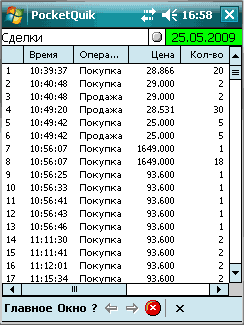 PocketQuik 16:58
Сделки 25.05.2009
Время Опера... Цена Кол-во
1 10:39:37 Покупка 28.866 20
2 10:40:48 Покупка 29.000 2
3 10:40:48 Продажа 29.000 2
4 10:49:20 Продажа 28.531 30
5 10:49:42 Покупка 25.000 5
6 10:49:42 Продажа 25.000 5
7 10:56:07 Покупка 1649.000 1
8 10:56:07 Покупка 1649.000 18
9 10:56:25 Покупка 93.600 1
10 10:56:33 Покупка 93.600 1
11 10:56:41 Покупка 93.600 1
12 10:56:45 Покупка 93.600 1
13 10:56:50 Покупка 93.600 1
14 11:11:30 Покупка 93.600 2
15 11:11:41 Покупка 93.600 2
16 11:12:01 Покупка 93.600 2
17 11:15:34 Покупка 93.600 2
Главное Окно ?